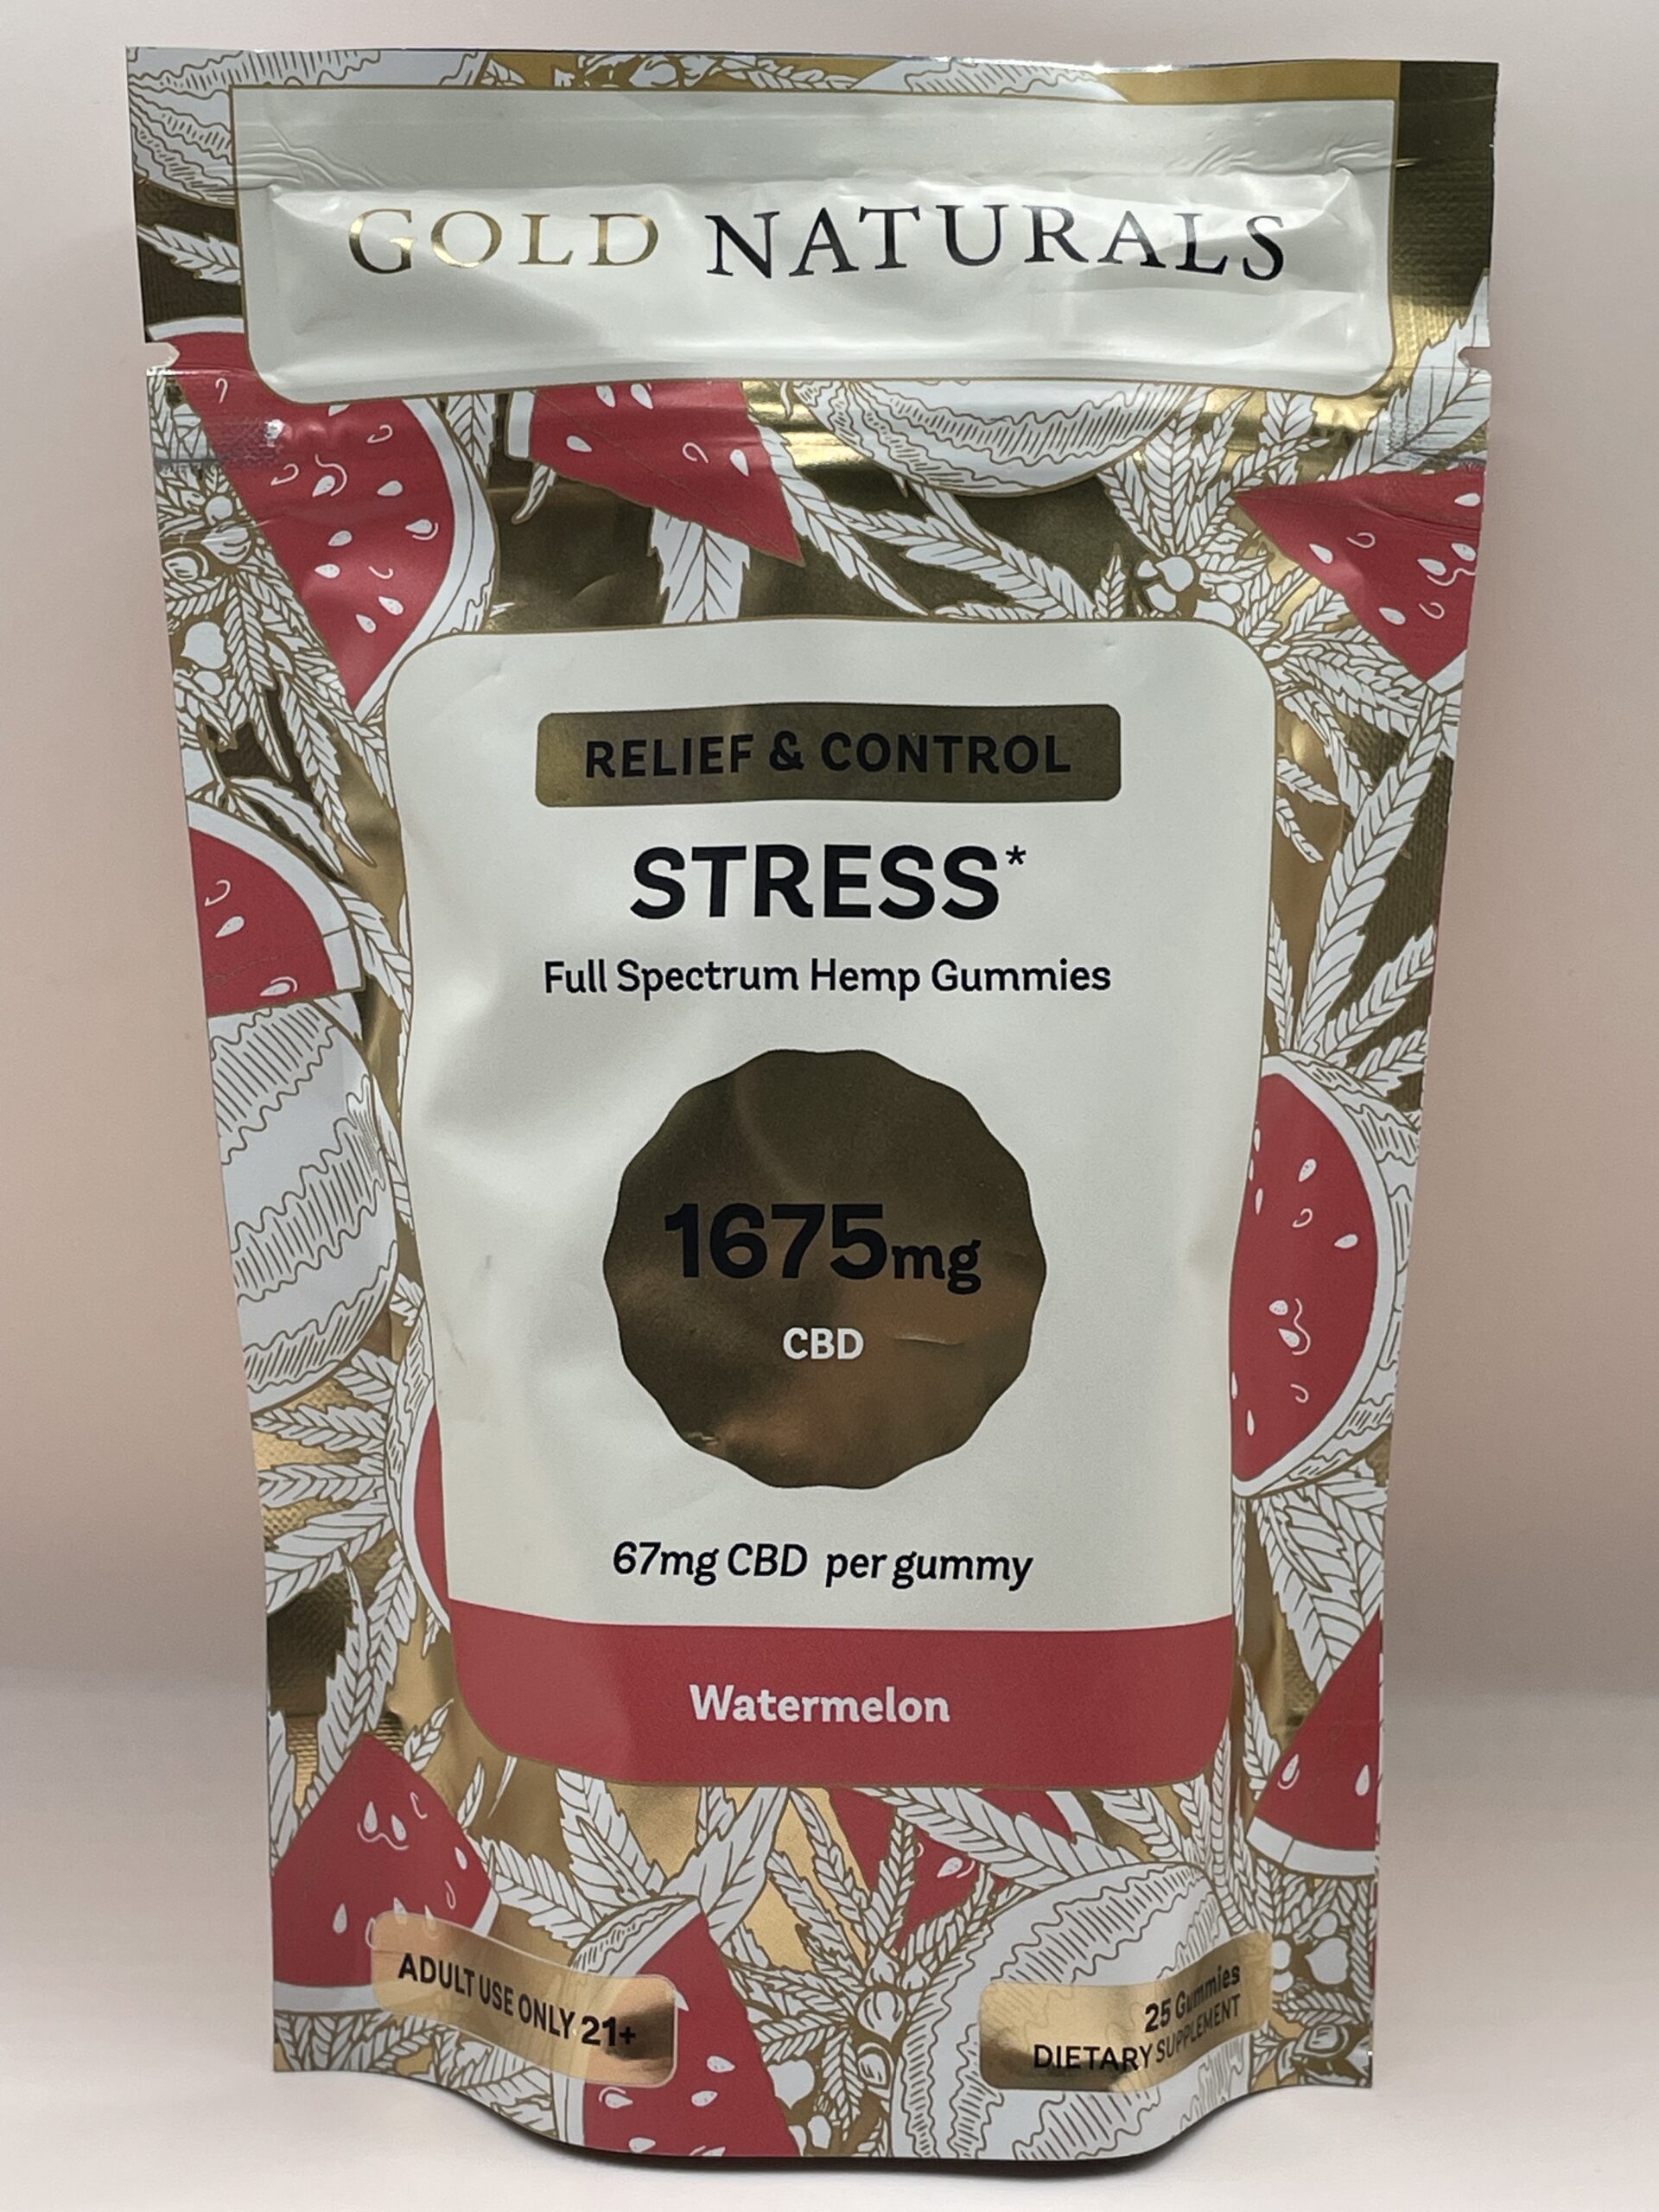 GOLD NATURALS
RELIEF & CONTROL
STRESS*
Full Spectrum Hemp Gummies
1675mg
CBD
67mg CBD per gummy
Watermelon
ADULT USE ONLY 21+
25 Gummies
DIETARY SUPPLEMENT